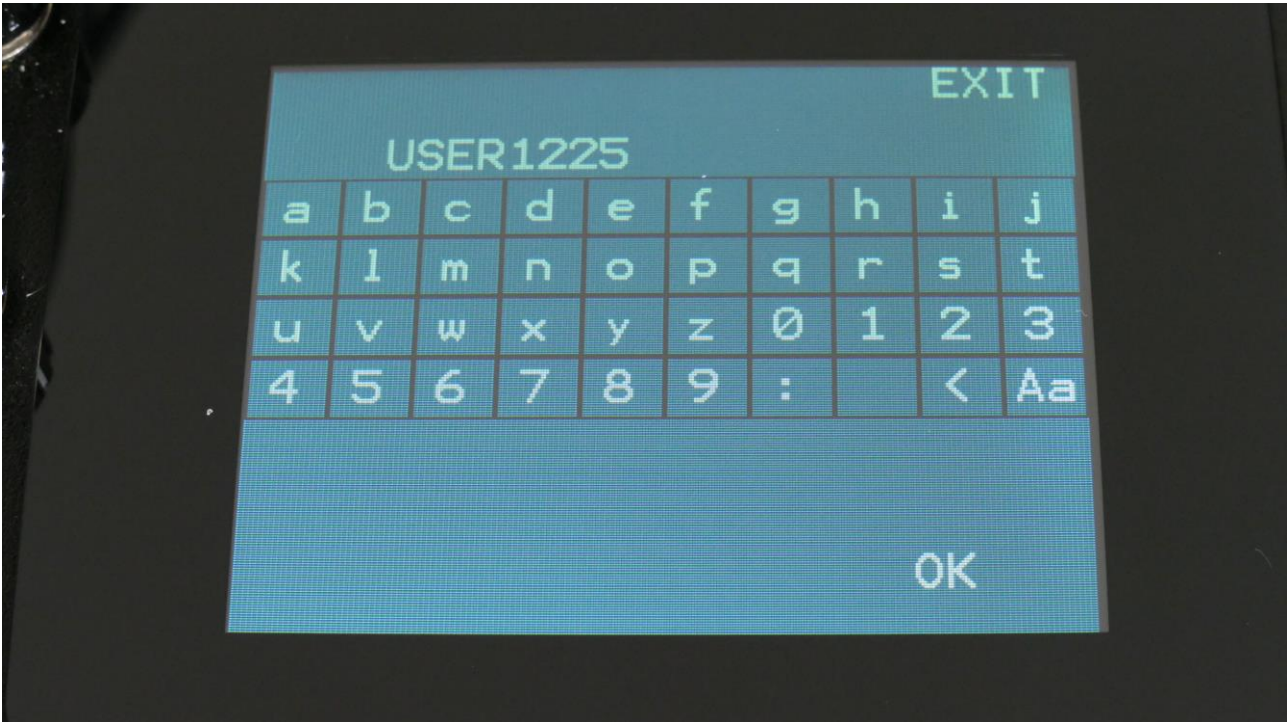 EXIT
USER1225
a b c d e f g h i j
k l m n o p q r s t
u v w x y z 0 1 2 3
4 5 6 7 8 9 : < Aa
OK